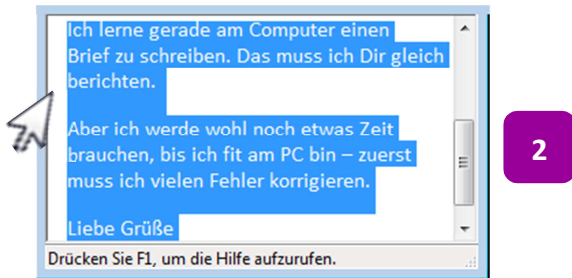 Ich lerne gerade am Computer einen
Brief zu schreiben. Das muss ich Dir gleich
berichten.
Aber ich werde wohl noch etwas Zeit
brauchen, bis ich fit am PC bin – zuerst
muss ich vielen Fehler korrigieren.
Liebe Grüße
Drücken Sie F1, um die Hilfe aufzurufen.
2